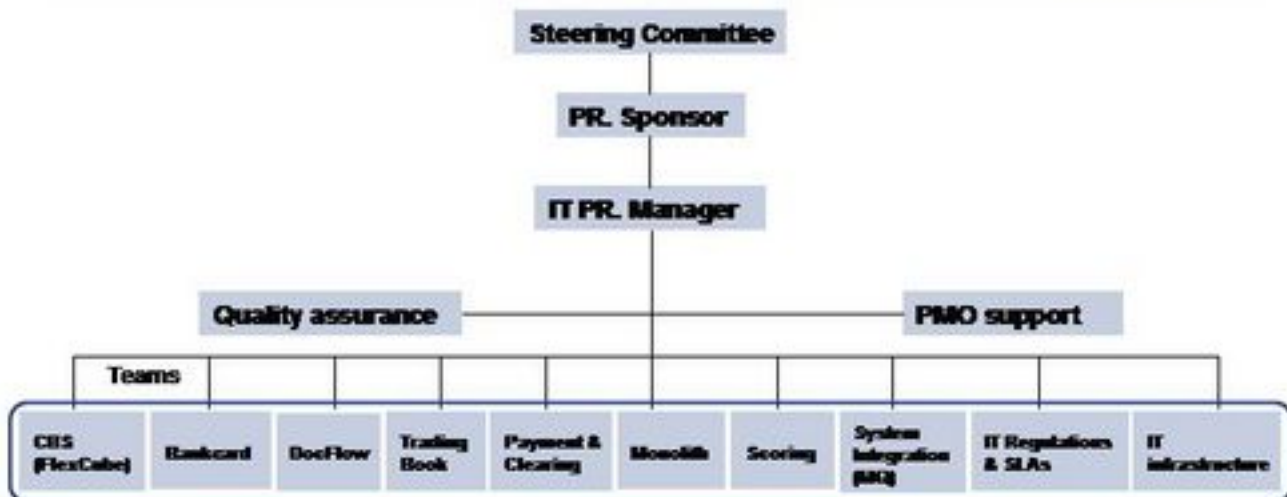 Steering Committee
PR. Sponsor
IT PR. Manager
Quality assurance
PMO support
Teams
CBS
(FlexCube)
Bankcard
DocFlow
Trading
Book
Payment &
Clearing
Monolith
Scoring
System
Integration
(MQ)
IT Regulations
& SLAs
IT
infrastructure